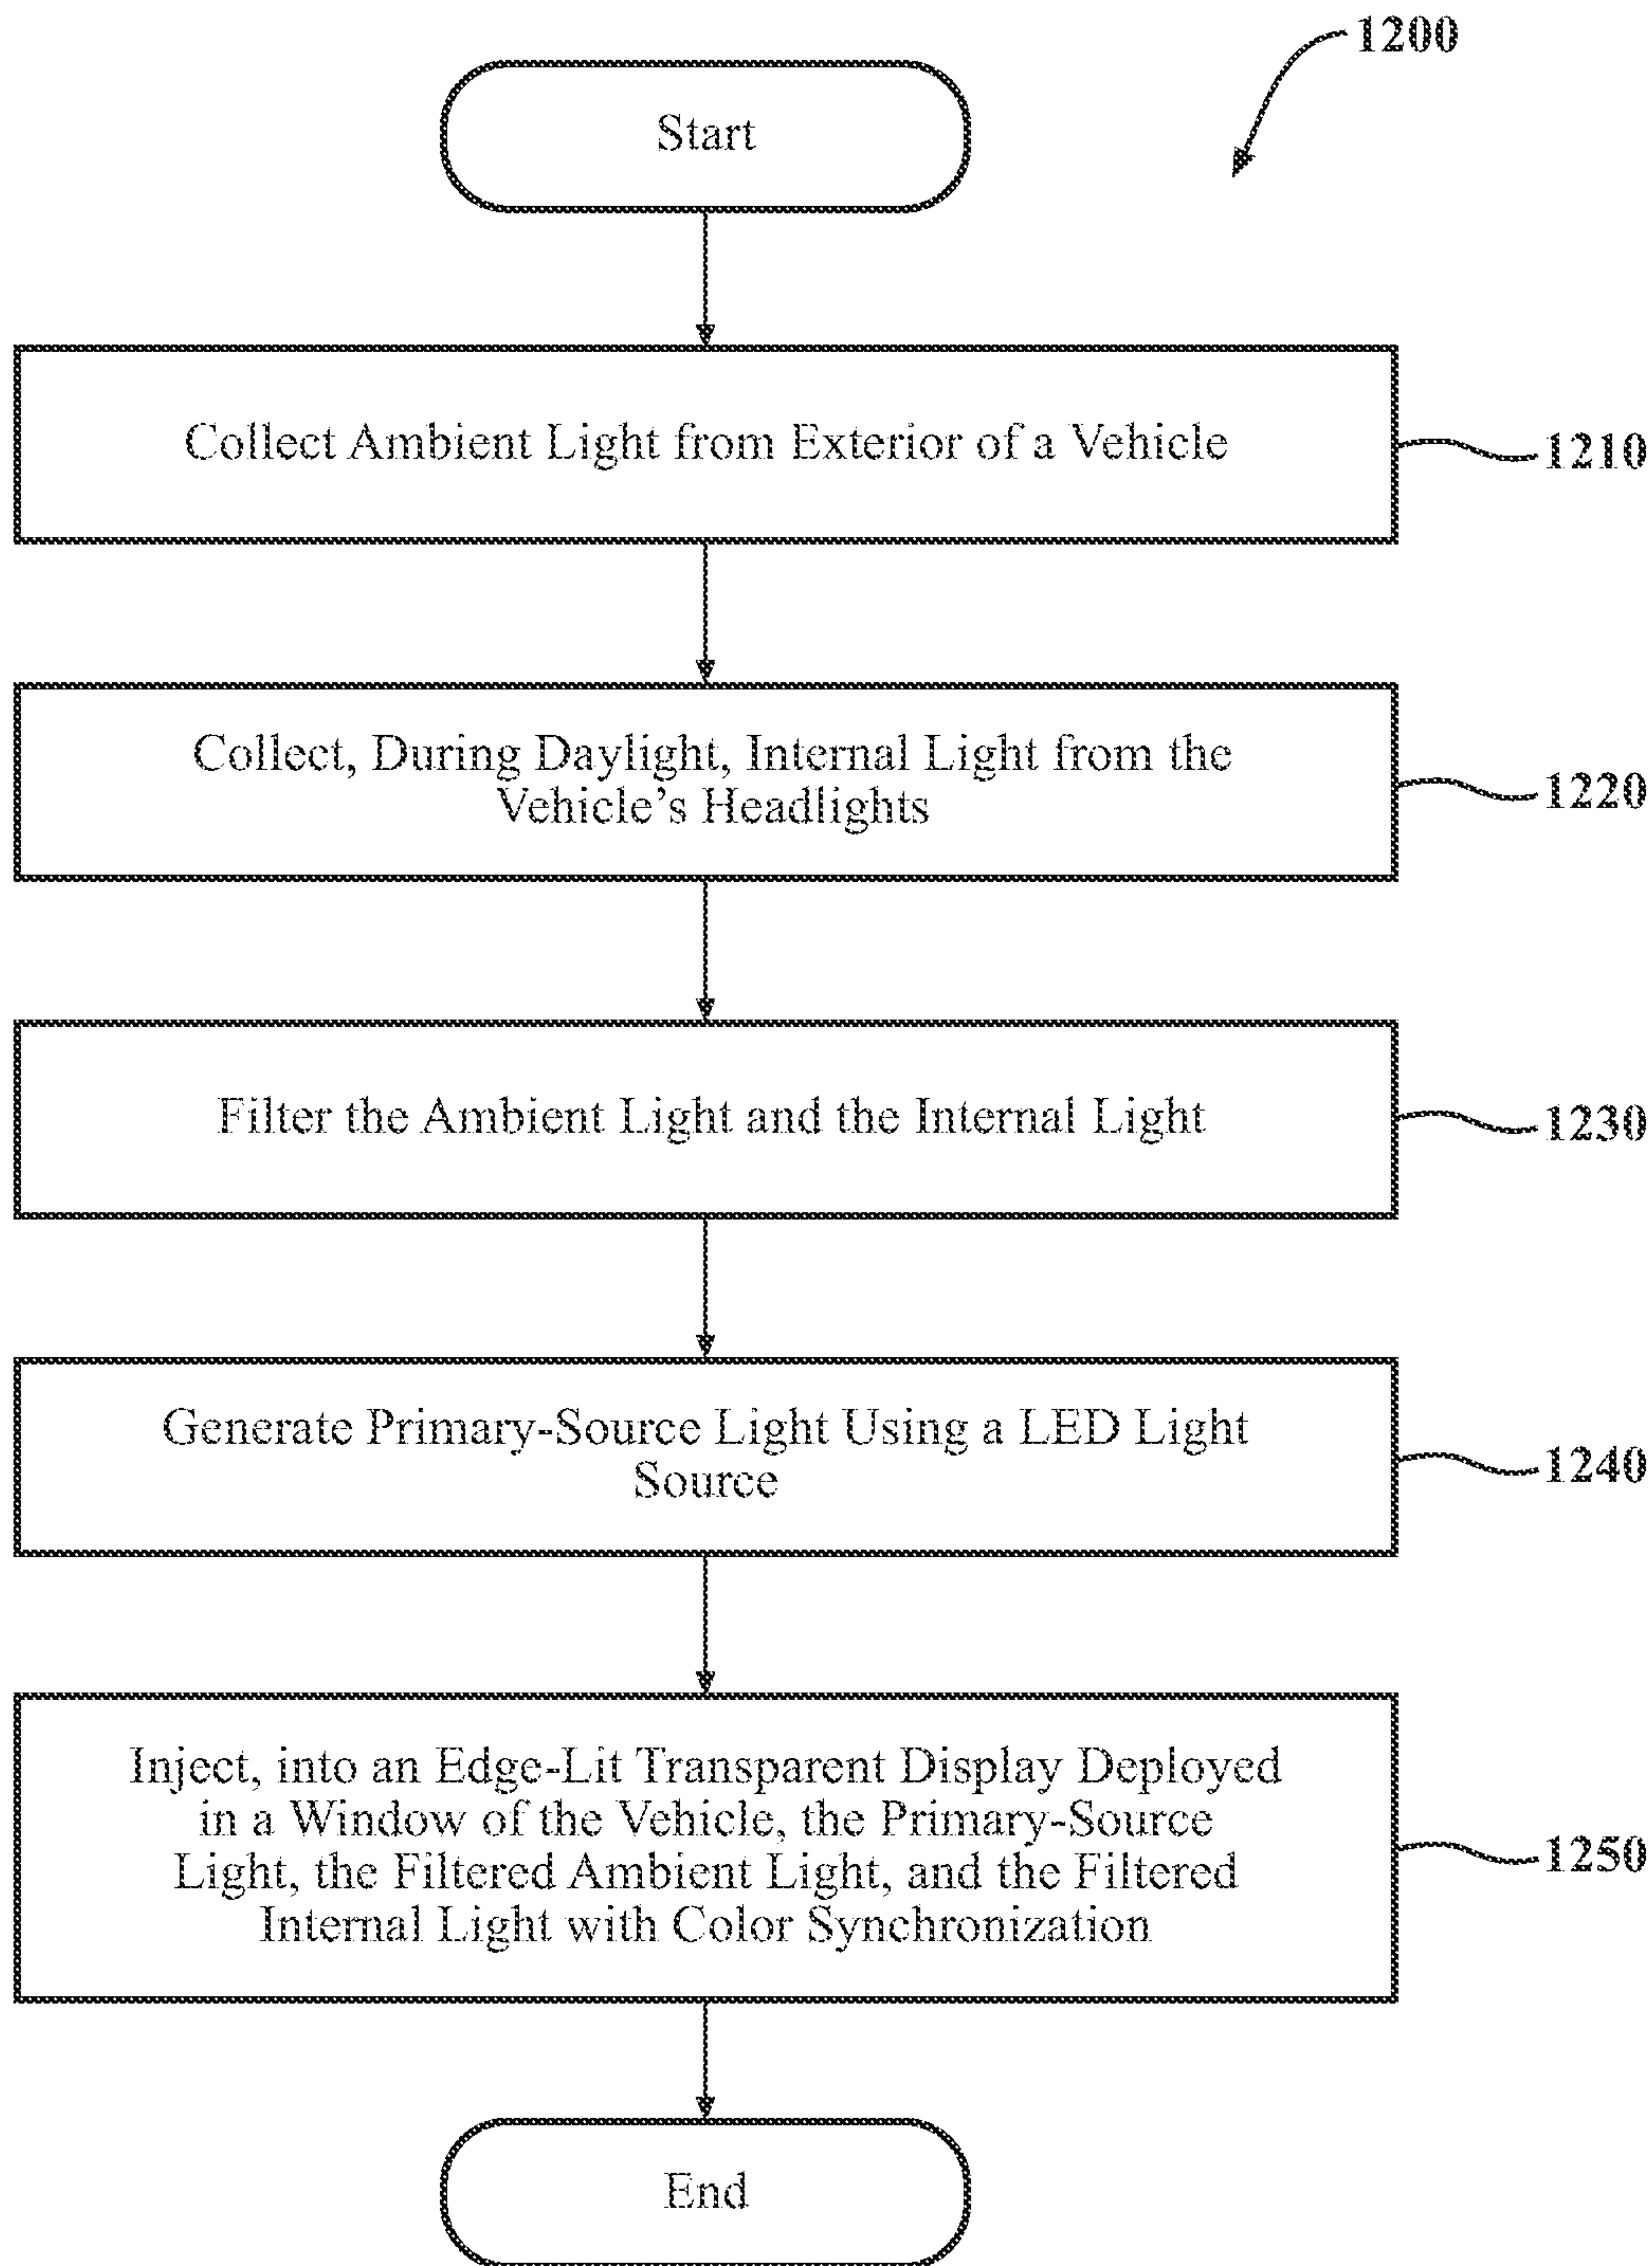 1200
Start
Collect Ambient Light from Exterior of a Vehicle
1210
Collect, During Daylight, Internal Light from the
Vehicle’s Headlights
1220
Filter the Ambient Light and the Internal Light
1230
Generate Primary-Source Light Using a LED Light
Source
1240
Inject, into an Edge-Lit Transparent Display Deployed
in a Window of the Vehicle, the Primary-Source
Light, the Filtered Ambient Light, and the Filtered
Internal Light with Color Synchronization
1250
End